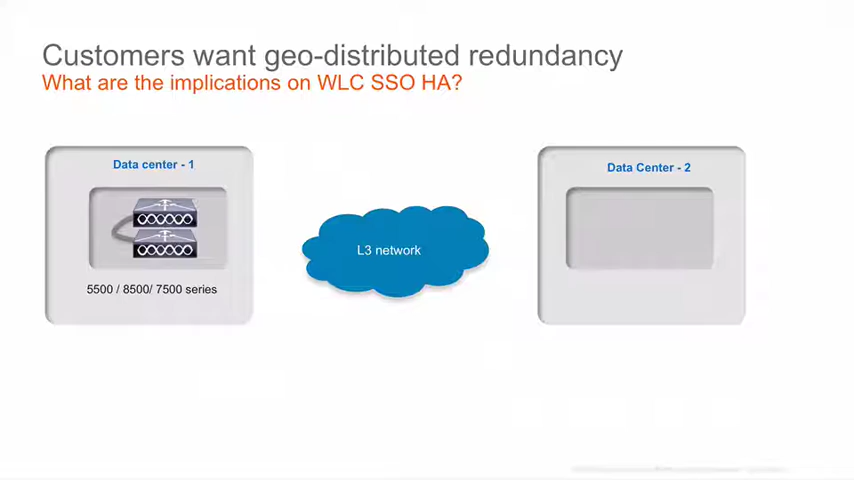 Customers want geo-distributed redundancy
What are the implications on WLC SSO HA?
Data center - 1
Data Center - 2
L3 network
5500 / 8500/ 7500 series